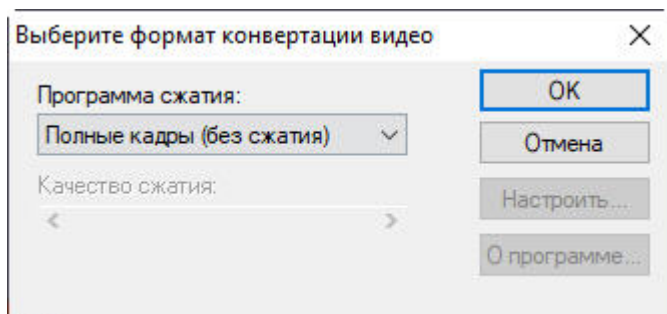 Выберите формат конвертации видео
Программа сжатия:
Полные кадры (без сжатия)
Качество сжатия:
OK
Отмена
Настроить...
О программе...